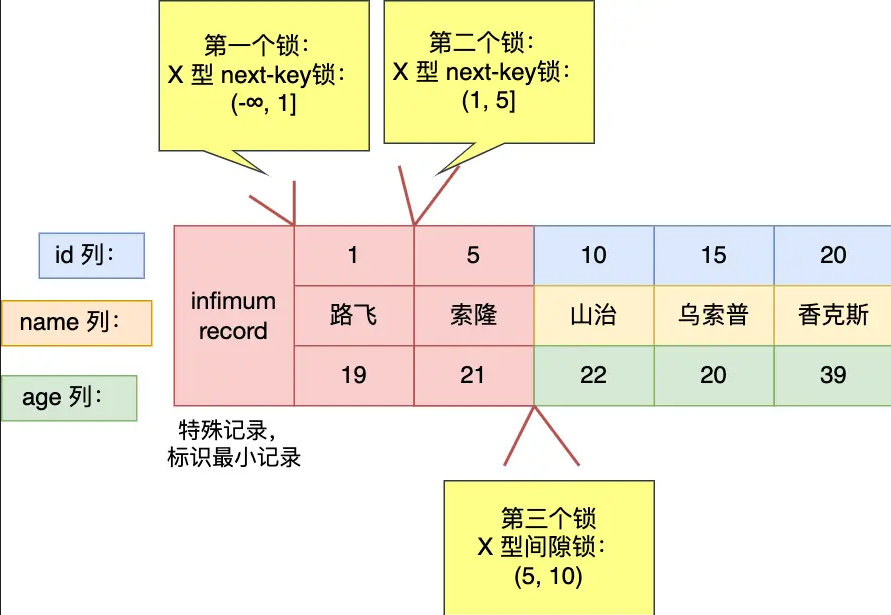 第一个锁：
X 型 next-key锁：
(-∞, 1]
第二个锁：
X 型 next-key锁：
(1, 5]
id 列：
name 列：
age 列：
infimum
record
1
5
10
15
20
路飞
索隆
山治
乌索普
香克斯
19
21
22
20
39
特殊记录，
标识最小记录
第三个锁
X 型间隙锁：
(5, 10)